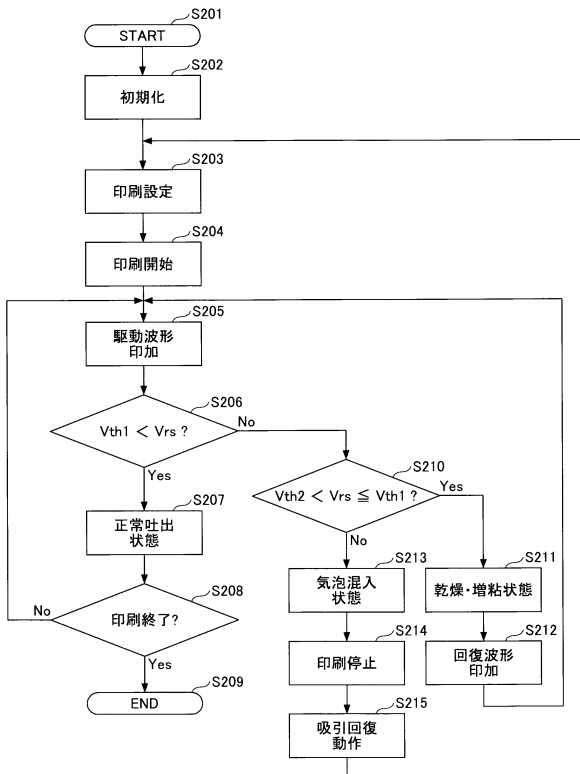 S201
START
S202
初期化
S203
印刷設定
S204
印刷開始
S205
駆動波形
印加
S206
Vth1 < Vrs ?
No
Yes
S207
正常吐出
状態
S208
印刷終了?
No
Yes
S209
END
S210
Vth2 < Vrs ≦ Vth1 ?
Yes
No
S213
気泡混入
状態
S211
乾燥・増粘状態
S214
印刷停止
S212
回復波形
印加
S215
吸引回復
動作